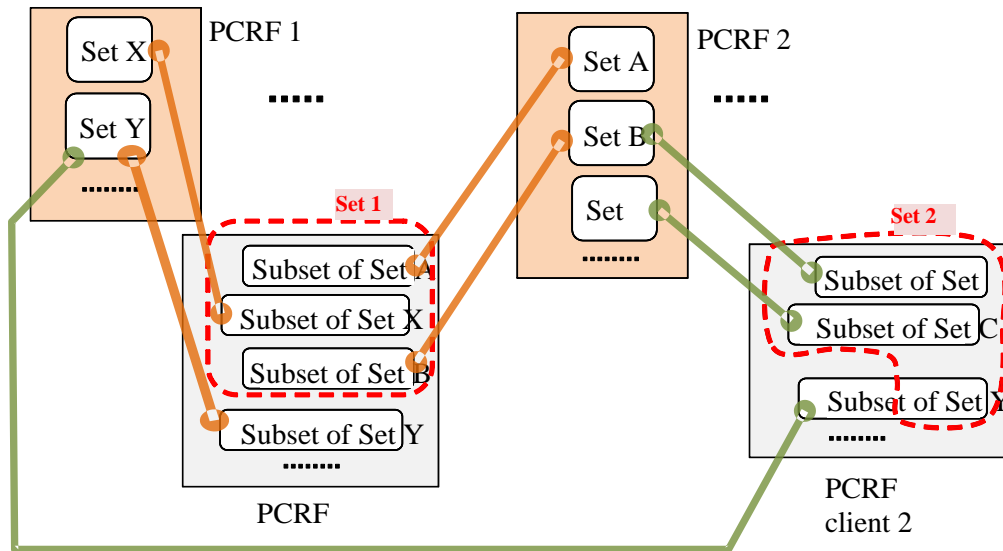 PCRF 1
Set X
Set Y
PCRF 2
Set A
Set B
Set
Set 1
Subset of Set A
Subset of Set X
Subset of Set B
Subset of Set Y
PCRF
Set 2
Subset of Set
Subset of Set C
Subset of Set Y
PCRF
client 2